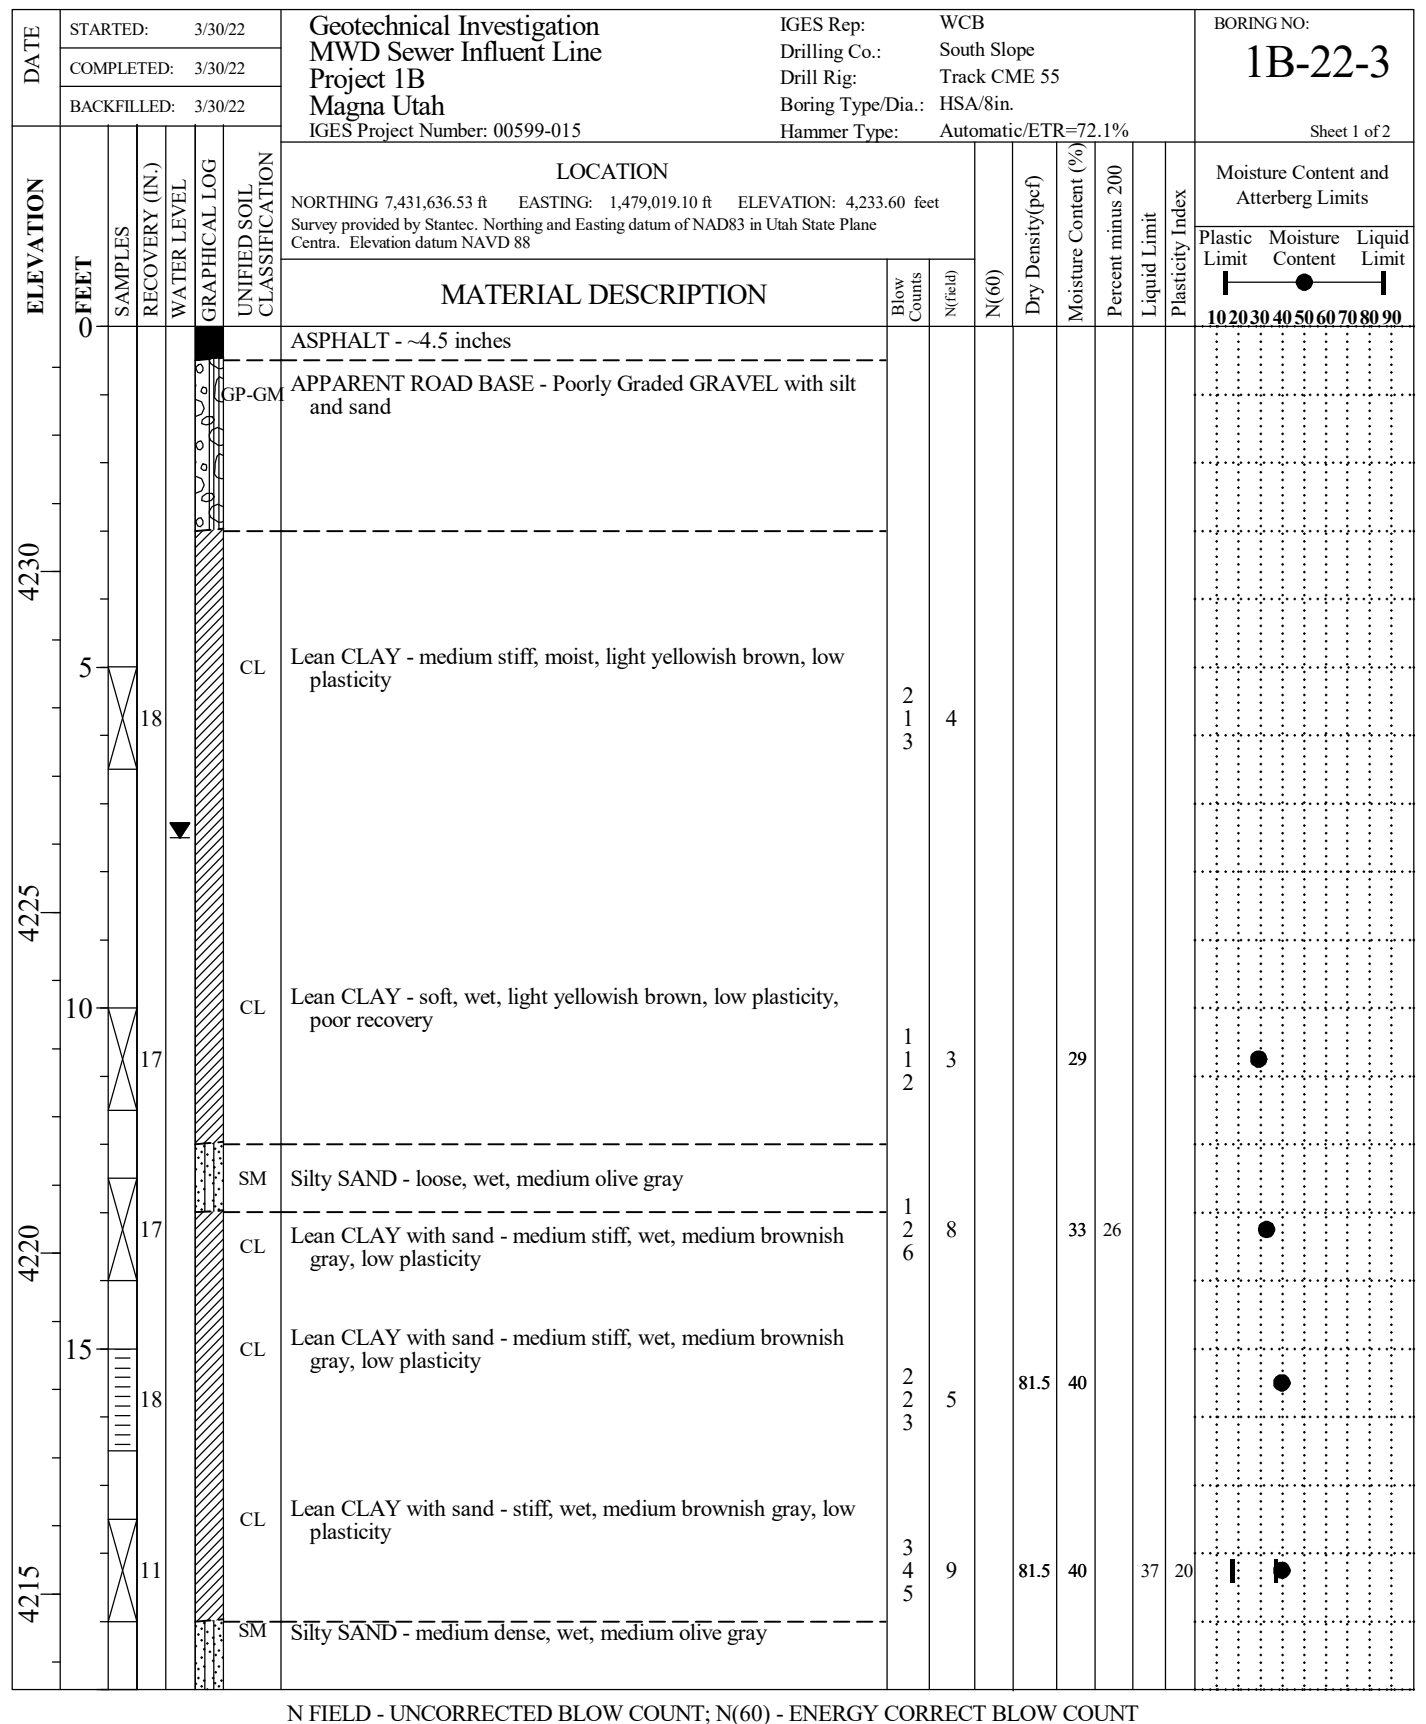 DATE
STARTED: 3/30/22
COMPLETED: 3/30/22
BACKFILLED: 3/30/22
Geotechnical Investigation
MWD Sewer Influent Line
Project 1B
Magna Utah
IGES Project Number: 00599-015
IGES Rep: WCB
Drilling Co.: South Slope
Drill Rig: Track CME 55
Boring Type/Dia.: HSA/8in.
Hammer Type: Automatic/ETR=72.1%
BORING NO:
1B-22-3
Sheet 1 of 2
ELEVATION
FEET
SAMPLES
RECOVERY (IN.)
WATER LEVEL
GRAPHICAL LOG
UNIFIED SOIL
CLASSIFICATION
LOCATION
NORTHING 7,431,636.53 ft EASTING: 1,479,019.10 ft ELEVATION: 4,233.60 feet
Survey provided by Stantec. Northing and Easting datum of NAD83 in Utah State Plane
Centra. Elevation datum NAVD 88
MATERIAL DESCRIPTION
Blow
Counts
N(field)
N(60)
Dry Density(pcf)
Moisture Content (%)
Percent minus 200
Liquid Limit
Plasticity Index
Moisture Content and
Atterberg Limits
Plastic Moisture Liquid
Limit Content Limit
10 20 30 40 50 60 70 80 90
0
ASPHALT - ~4.5 inches
GP-GM
APPARENT ROAD BASE - Poorly Graded GRAVEL with silt
and sand
4230
5
CL
Lean CLAY - medium stiff, moist, light yellowish brown, low
plasticity
2
18 1 4
3
4225
10
CL
Lean CLAY - soft, wet, light yellowish brown, low plasticity,
poor recovery
1
17 1 3 29
2
SM
Silty SAND - loose, wet, medium olive gray
1
17 2 8 33 26
6
4220
CL
Lean CLAY with sand - medium stiff, wet, medium brownish
gray, low plasticity
15
CL
Lean CLAY with sand - medium stiff, wet, medium brownish
gray, low plasticity
2 81.5 40
18 2 5
3
CL
Lean CLAY with sand - stiff, wet, medium brownish gray, low
plasticity
3
11 4 9 81.5 40 37 20
5
4215
SM
Silty SAND - medium dense, wet, medium olive gray
N FIELD - UNCORRECTED BLOW COUNT; N(60) - ENERGY CORRECT BLOW COUNT